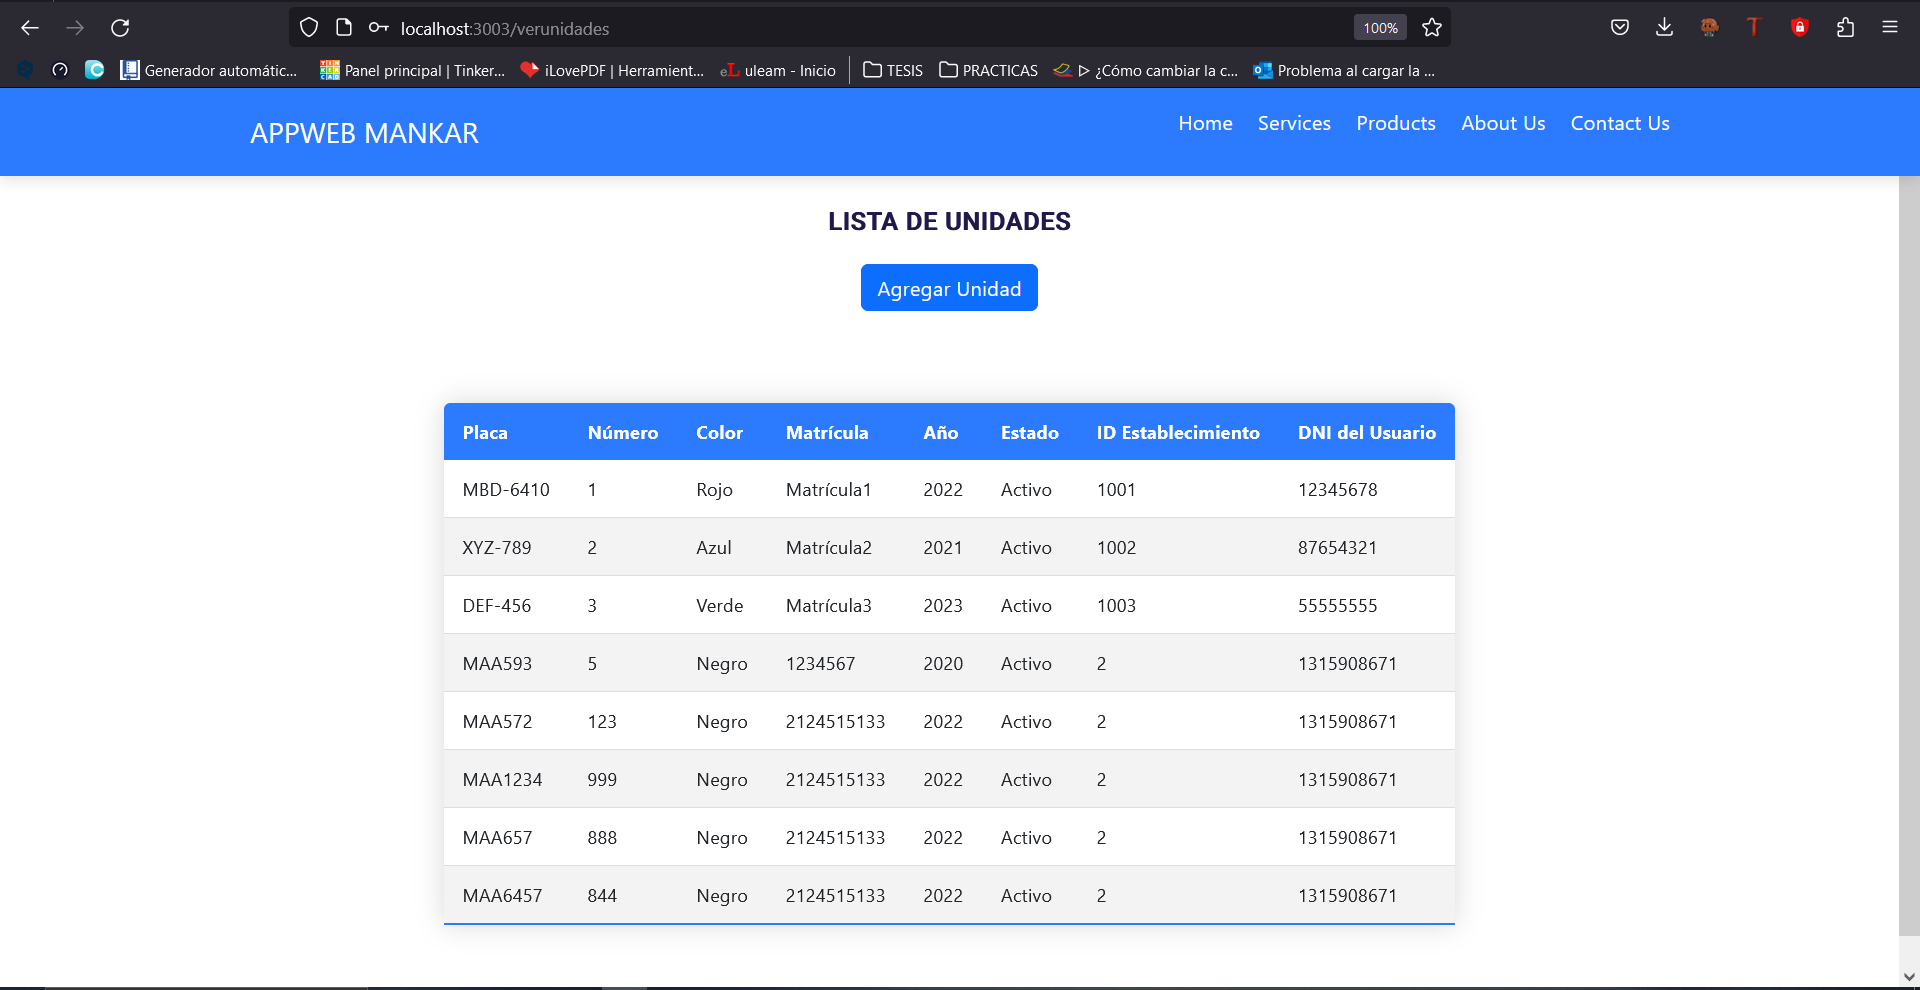 localhost:3003/verunidades
100%
Generador automátic... Panel principal | Tinker... iLovePDF | Herramient... eL uleam - Inicio TESIS PRACTICAS ¿Cómo cambiar la c... Problema al cargar la ...
APPWEB MANKAR
Home Services Products About Us Contact Us
LISTA DE UNIDADES
Agregar Unidad
Placa Número Color Matrícula Año Estado ID Establecimiento DNI del Usuario
MBD-6410 1 Rojo Matrícula1 2022 Activo 1001 12345678
XYZ-789 2 Azul Matrícula2 2021 Activo 1002 87654321
DEF-456 3 Verde Matrícula3 2023 Activo 1003 55555555
MAA593 5 Negro 1234567 2020 Activo 2 1315908671
MAA572 123 Negro 2124515133 2022 Activo 2 1315908671
MAA1234 999 Negro 2124515133 2022 Activo 2 1315908671
MAA657 888 Negro 2124515133 2022 Activo 2 1315908671
MAA6457 844 Negro 2124515133 2022 Activo 2 1315908671